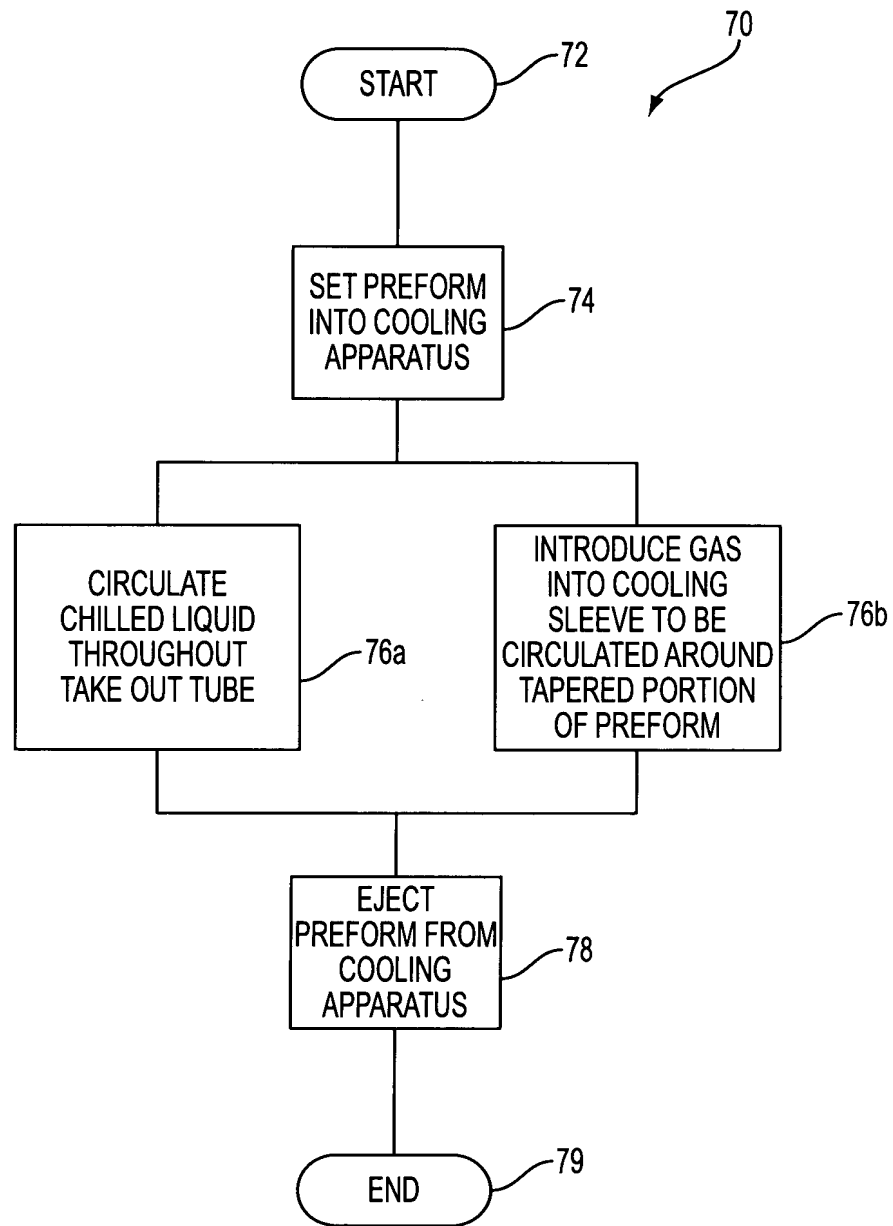 70
START
72
SET PREFORM
INTO COOLING
APPARATUS
74
CIRCULATE
CHILLED LIQUID
THROUGHOUT
TAKE OUT TUBE
76a
INTRODUCE GAS
INTO COOLING
SLEEVE TO BE
CIRCULATED AROUND
TAPERED PORTION
OF PREFORM
76b
EJECT
PREFORM FROM
COOLING
APPARATUS
78
END
79